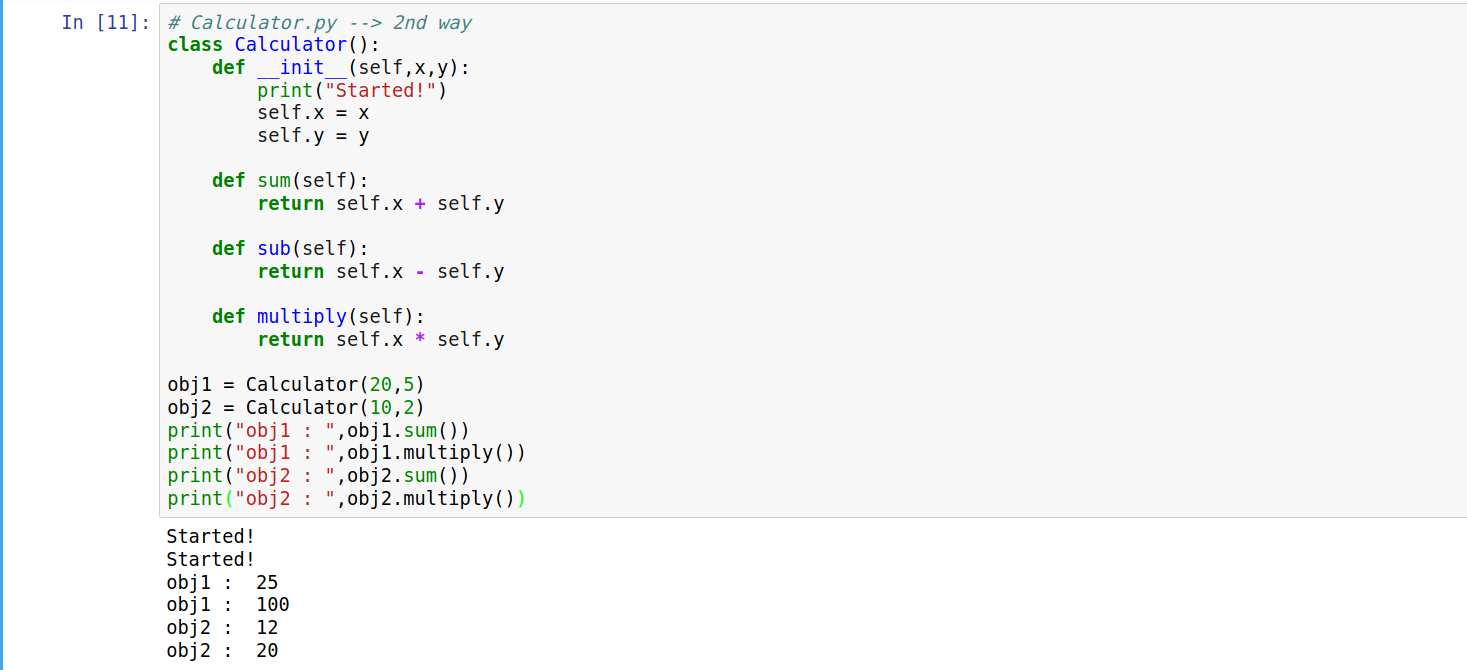 In [11]:
# Calculator.py --> 2nd way
class Calculator():
    def __init__(self,x,y):
        print("Started!")
        self.x = x
        self.y = y

    def sum(self):
        return self.x + self.y

    def sub(self):
        return self.x - self.y

    def multiply(self):
        return self.x * self.y

obj1 = Calculator(20,5)
obj2 = Calculator(10,2)
print("obj1 : ",obj1.sum())
print("obj1 : ",obj1.multiply())
print("obj2 : ",obj2.sum())
print("obj2 : ",obj2.multiply())
Started!
Started!
obj1 :  25
obj1 :  100
obj2 :  12
obj2 :  20